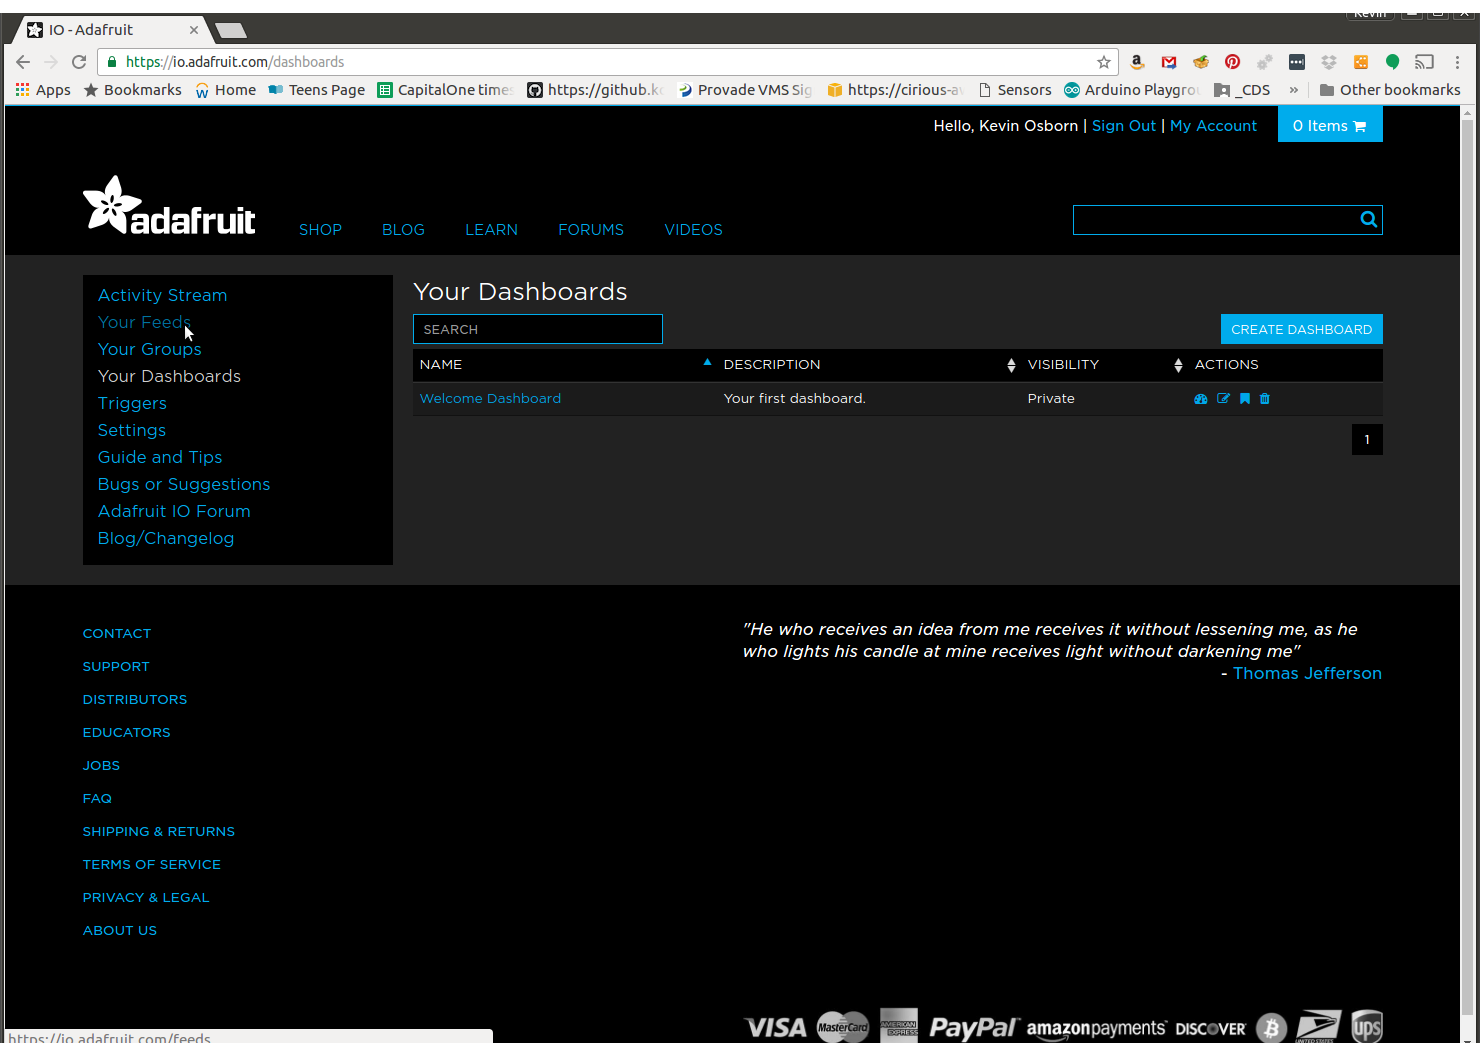 Kevin
IO - Adafruit
https://io.adafruit.com/dashboards
Apps Bookmarks Home Teens Page CapitalOne time https://github.k Provade VMS Sig https://cirious-a Sensors Arduino Playgro _CDS » Other bookmarks
Hello, Kevin Osborn | Sign Out | My Account 0 Items
adafruit SHOP BLOG LEARN FORUMS VIDEOS
Activity Stream
Your Feeds
Your Groups
Your Dashboards
Triggers
Settings
Guide and Tips
Bugs or Suggestions
Adafruit IO Forum
Blog/Changelog
Your Dashboards
SEARCH CREATE DASHBOARD
NAME DESCRIPTION VISIBILITY ACTIONS
Welcome Dashboard Your first dashboard. Private
1
CONTACT
SUPPORT
DISTRIBUTORS
EDUCATORS
JOBS
FAQ
SHIPPING & RETURNS
TERMS OF SERVICE
PRIVACY & LEGAL
ABOUT US
"He who receives an idea from me receives it without lessening me, as he
who lights his candle at mine receives light without darkening me"
- Thomas Jefferson
VISA MasterCard AMERICAN EXPRESS PayPal amazonpayments DISCOVER UNITED STATES ups
https://io.adafruit.com/feeds